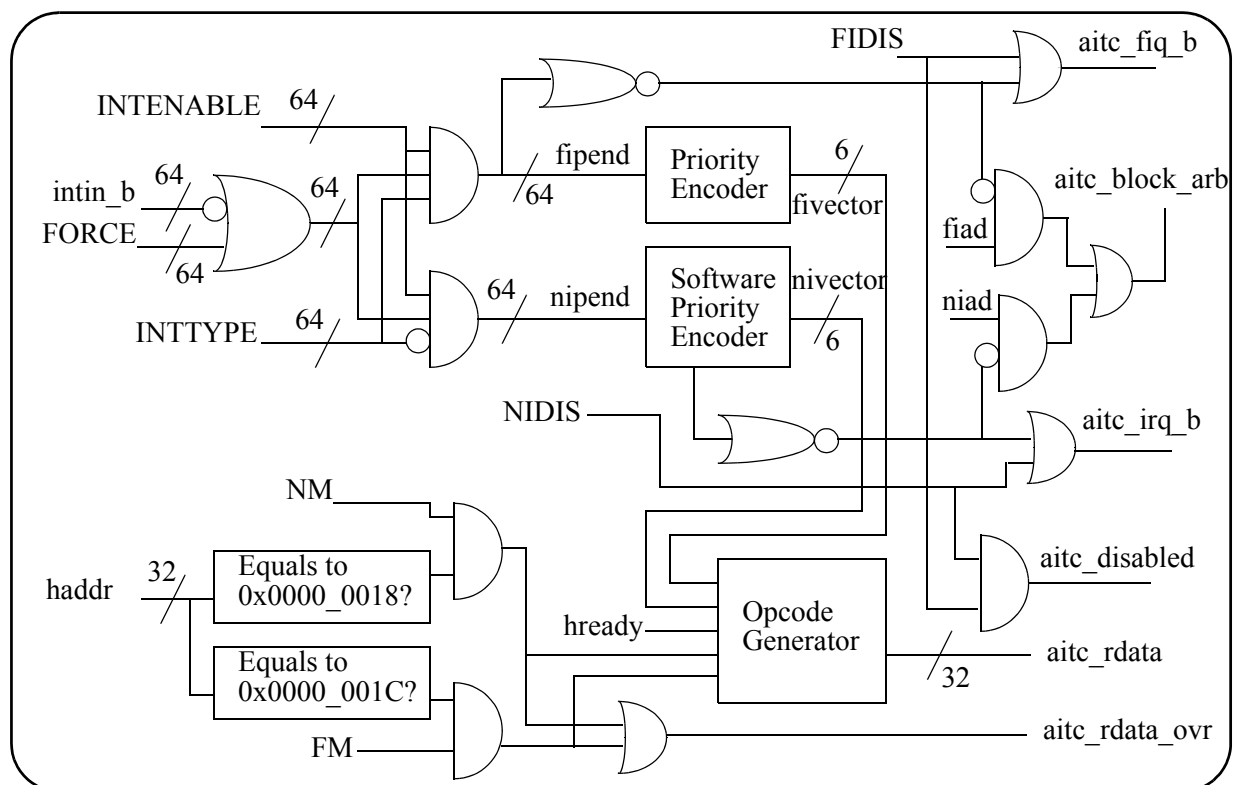 FIDIS
aitc_fiq_b
INTENABLE
64
intin_b
64
64
FORCE
64
fipend
64
Priority
Encoder
6
fivector
aitc_block_arb
fiad
INTTYPE
64
64
nipend
Software
Priority
Encoder
nivector
6
niad
NIDIS
aitc_irq_b
NM
haddr
32
Equals to
0x0000_0018?
Equals to
0x0000_001C?
FM
hready
Opcode
Generator
aitc_disabled
aitc_rdata
32
aitc_rdata_ovr